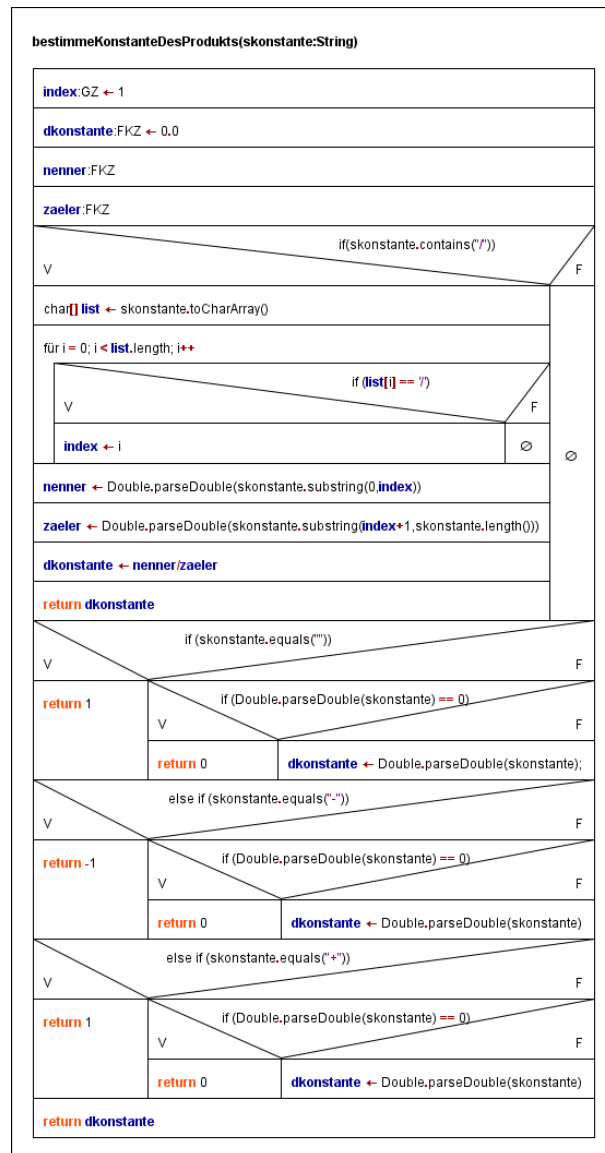 bestimmeKonstanteDesProdukts(skonstante:String)
index:GZ ← 1
dkonstante:FKZ ← 0.0
nenner:FKZ
zaeler:FKZ
if(skonstante.contains("/"))
V F
char[] list ← skonstante.toCharArray()
für i = 0; i < list.length; i++
if (list[i] == '/')
V F
index ← i ∅
∅
nenner ← Double.parseDouble(skonstante.substring(0,index))
zaeler ← Double.parseDouble(skonstante.substring(index+1,skonstante.length()))
dkonstante ← nenner/zaeler
return dkonstante
if (skonstante.equals(""))
V F
return 1 if (Double.parseDouble(skonstante) == 0)
V F
return 0 dkonstante ← Double.parseDouble(skonstante);
else if (skonstante.equals("-"))
V F
return -1 if (Double.parseDouble(skonstante) == 0)
V F
return 0 dkonstante ← Double.parseDouble(skonstante)
else if (skonstante.equals("+"))
V F
return 1 if (Double.parseDouble(skonstante) == 0)
V F
return 0 dkonstante ← Double.parseDouble(skonstante)
return dkonstante